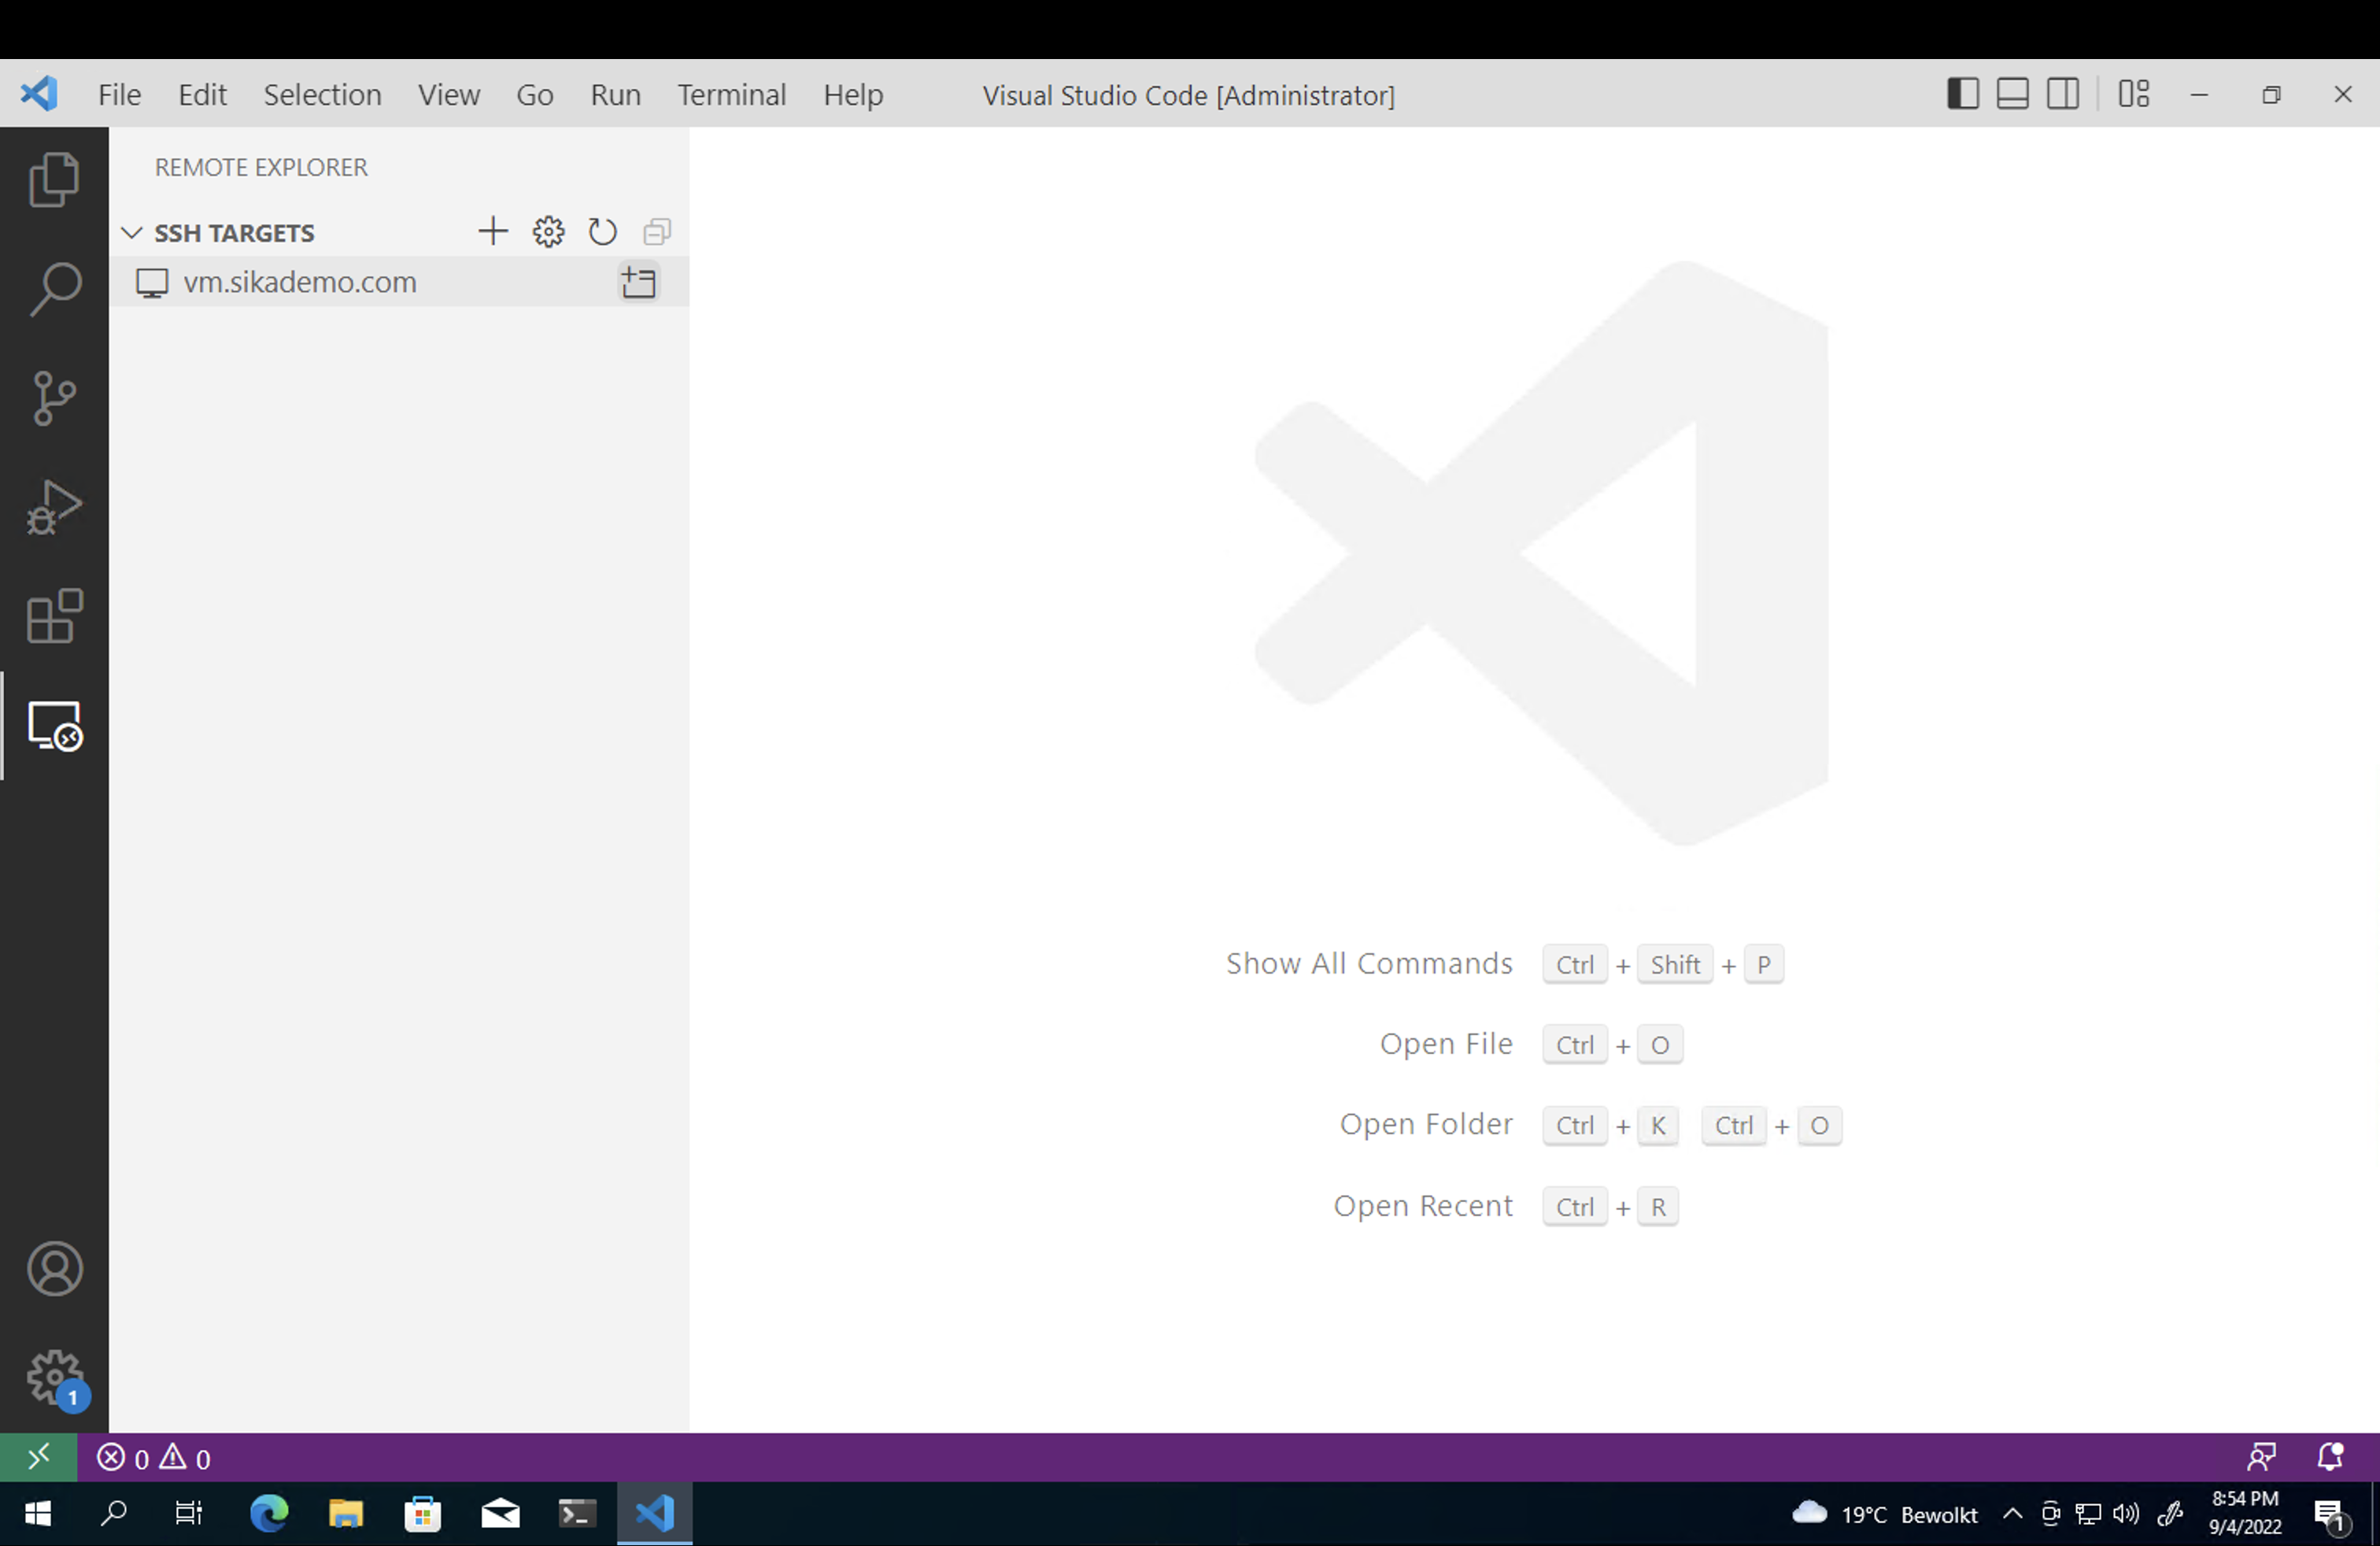 File Edit Selection View Go Run Terminal Help Visual Studio Code [Administrator]
REMOTE EXPLORER
SSH TARGETS
vm.sikademo.com
Show All Commands Ctrl + Shift + P
Open File Ctrl + O
Open Folder Ctrl + K Ctrl + O
Open Recent Ctrl + R
1
0 0
19°C Bewolkt
8:54 PM
9/4/2022
1